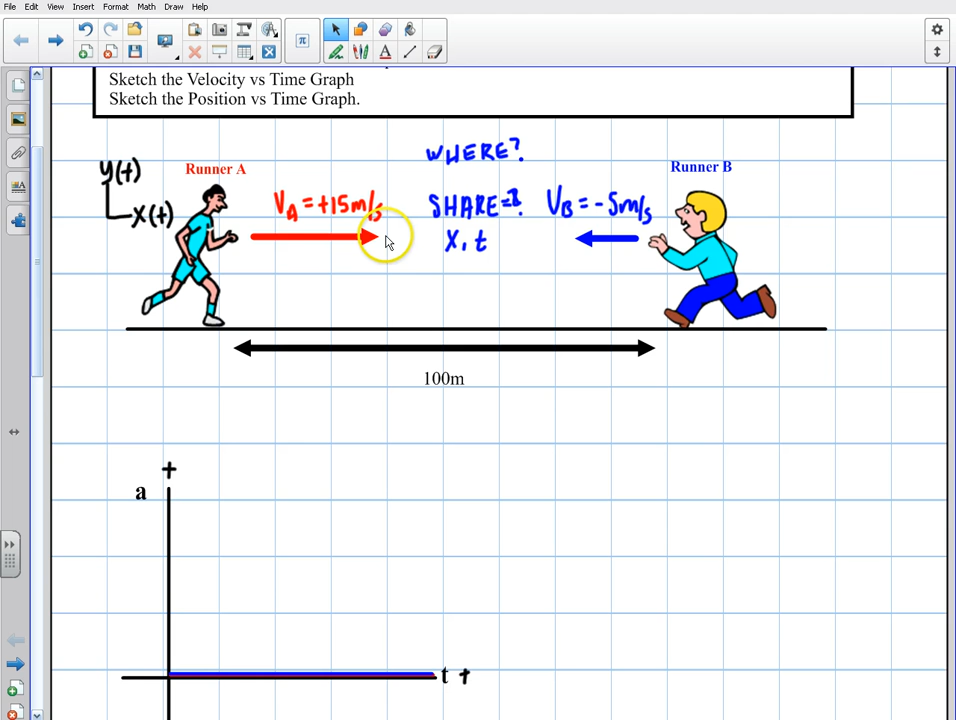 File Edit View Insert Format Math Draw Help
π
Sketch the Velocity vs Time Graph
Sketch the Position vs Time Graph.
WHERE?
y(t)
Runner A
Runner B
X(t)
VA = +15m/s
SHARE=?
VB = -5m/s
X, t
100m
+
a
t +